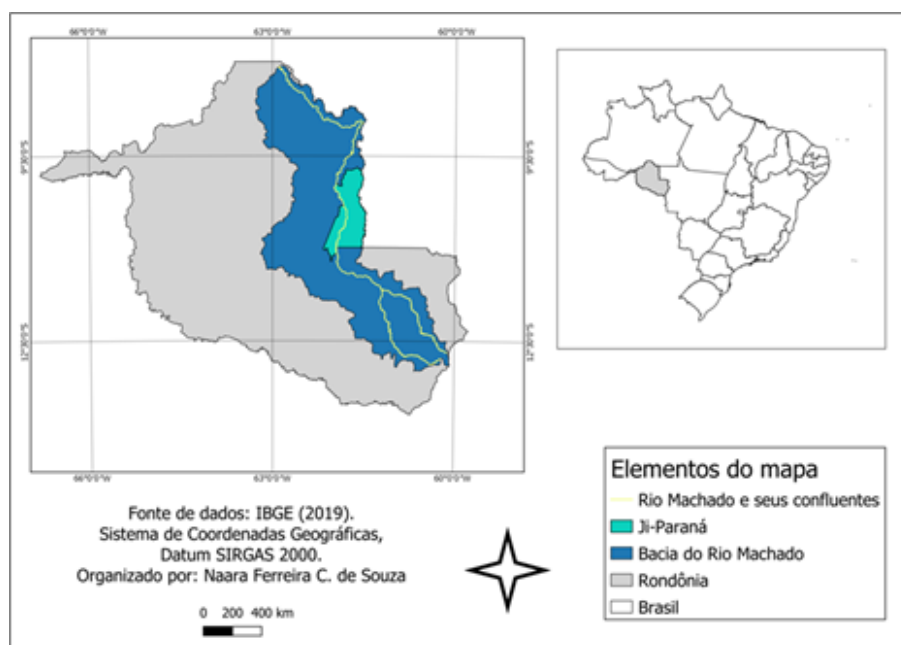 66°0'0"W 63°0'0"W 60°0'0"W
9°30'0"S 9°30'0"S
12°30'0"S 12°30'0"S
66°0'0"W 63°0'0"W 60°0'0"W
Fonte de dados: IBGE (2019).
Sistema de Coordenadas Geográficas,
Datum SIRGAS 2000.
Organizado por: Naara Ferreira C. de Souza
0 200 400 km
Elementos do mapa
Rio Machado e seus confluentes
Ji-Paraná
Bacia do Rio Machado
Rondônia
Brasil